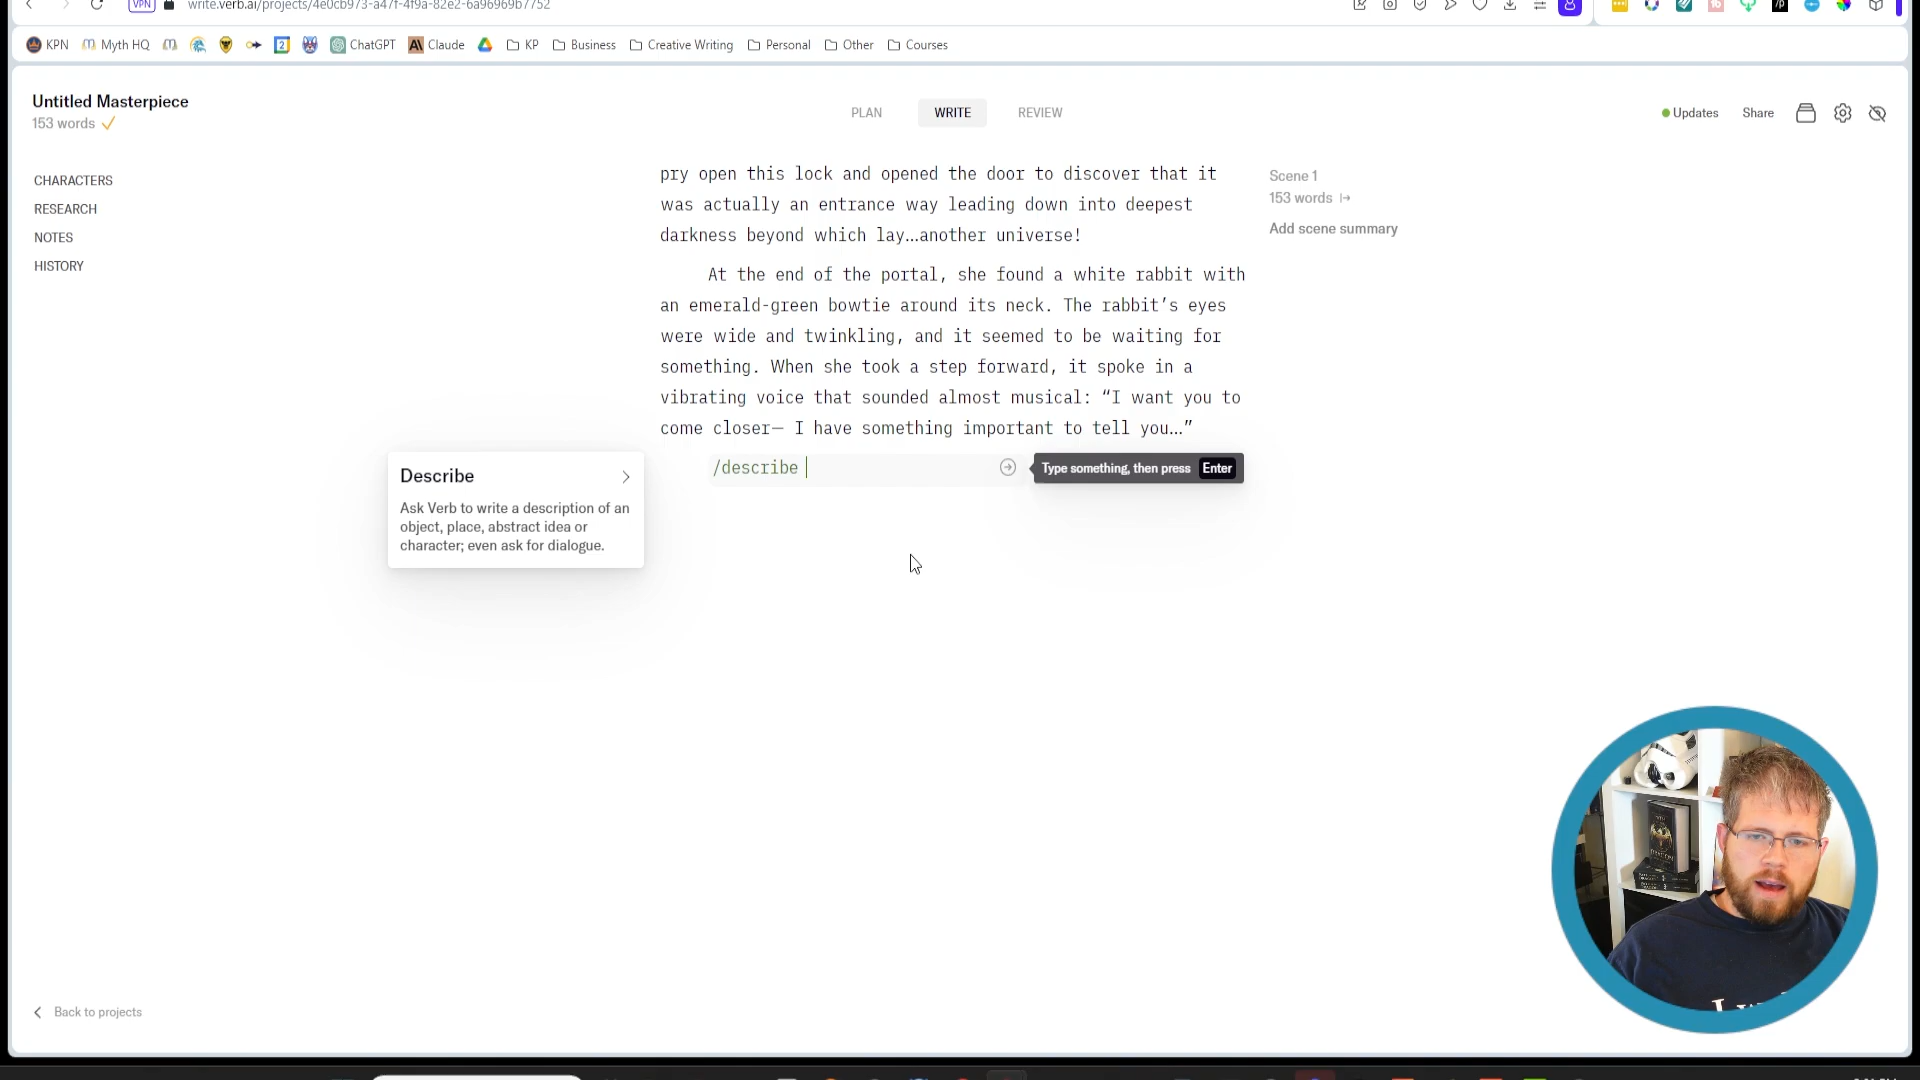 VPN
write.verb.ai/projects/4e0cb973-a47f-4f9a-82e2-6a96969b7752
KPN Myth HQ 2 ChatGPT Claude KP Business Creative Writing Personal Other Courses
Untitled Masterpiece
153 words
PLAN WRITE REVIEW
Updates Share
CHARACTERS
RESEARCH
NOTES
HISTORY
pry open this lock and opened the door to discover that it
was actually an entrance way leading down into deepest
darkness beyond which lay…another universe!
At the end of the portal, she found a white rabbit with
an emerald-green bowtie around its neck. The rabbit’s eyes
were wide and twinkling, and it seemed to be waiting for
something. When she took a step forward, it spoke in a
vibrating voice that sounded almost musical: “I want you to
come closer— I have something important to tell you…”
Scene 1
153 words
Add scene summary
/describe
Type something, then press Enter
Describe
Ask Verb to write a description of an
object, place, abstract idea or
character; even ask for dialogue.
Back to projects